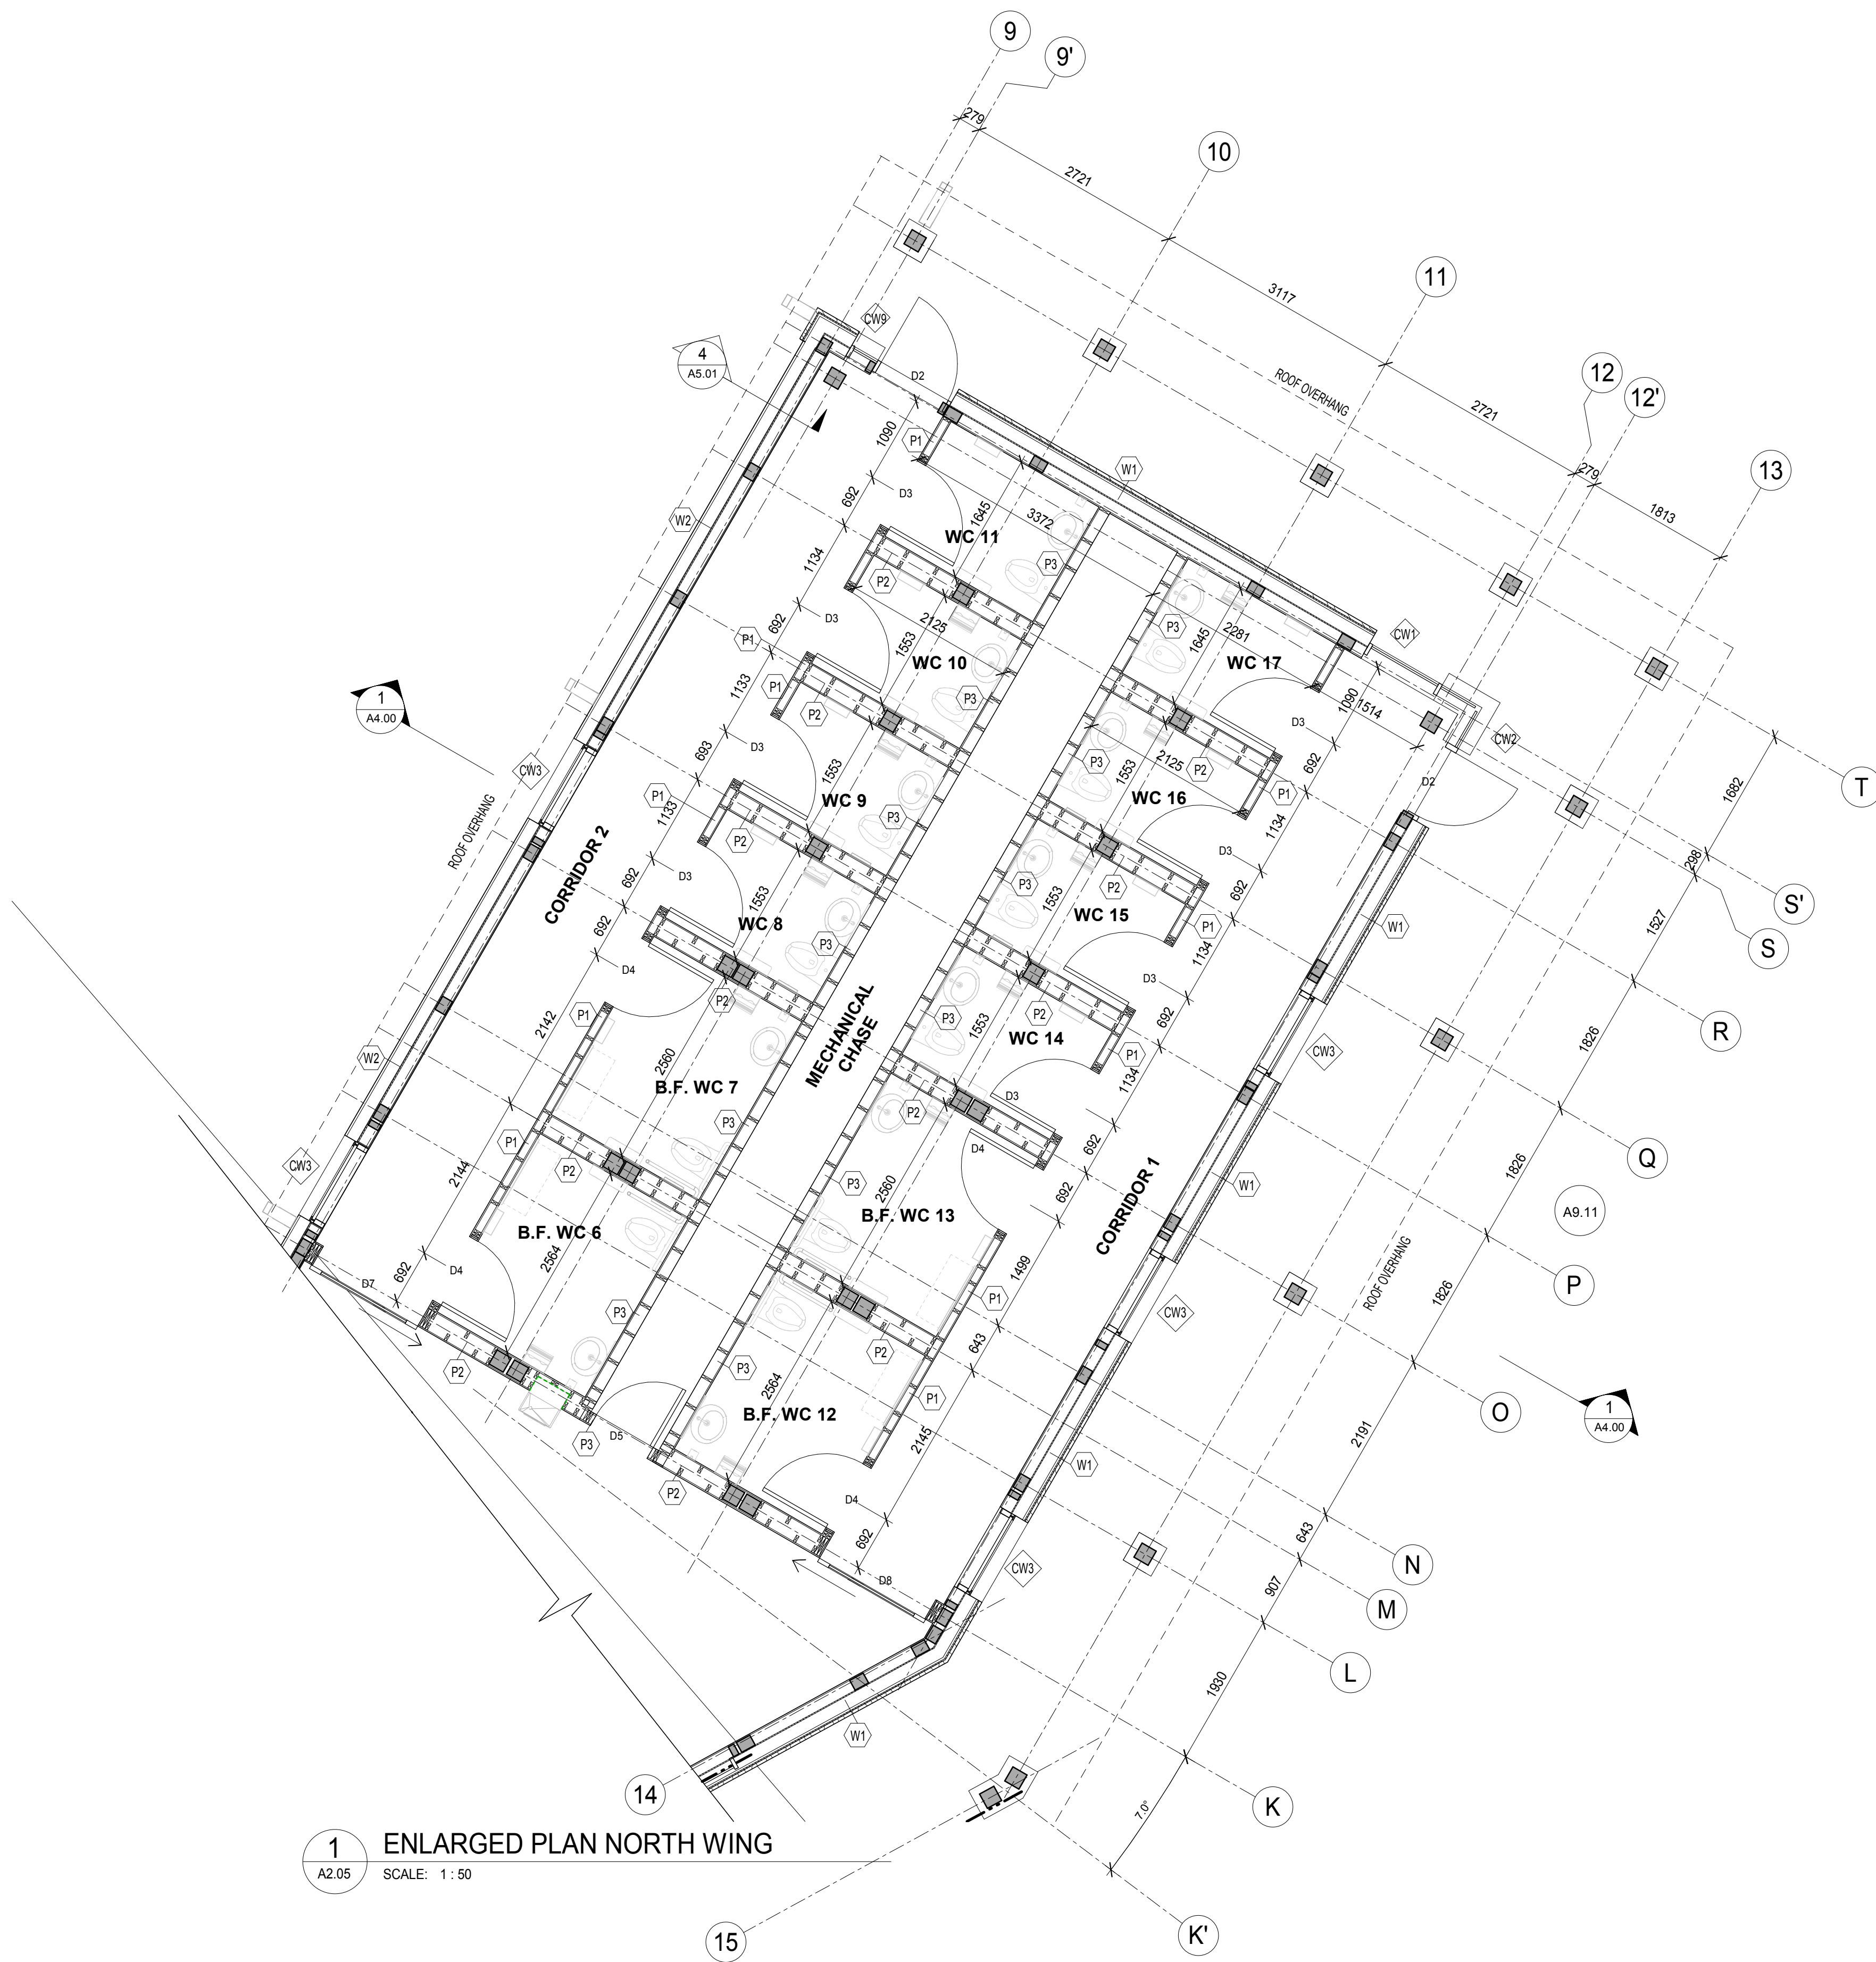 9
9'
279
10
2721
11
3117
CW9
4
A5.01
D2
ROOF OVERHANG
12
12'
2721
279
13
1813
1090
P1
W1
D3
692
1645
3372
WC 11
W2
P3
P2
1134
D3
692
2125
1553
WC 10
P1
P3
1645
2281
WC 17
CW1
P1
P2
P3
1133
1
A4.00
D3
693
1553
WC 9
P3
2125
1553
WC 16
P2
D3
1090
1514
692
P1
CW2
D2
T
1682
CW3
P1
P2
1133
P3
ROOF OVERHANG
CORRIDOR 2
D3
692
1553
WC 8
P3
P3
1553
WC 15
P2
D3
1134
692
P1
W1
298
S'
S
1527
692
D4
P2
P3
1553
WC 14
P2
D3
1134
692
P1
R
P1
2142
W2
2560
B.F. WC 7
MECHANICAL
CHASE
P3
P2
D3
1134
CW3
1826
Q
P1
P2
2144
CW3
P3
D4
692
2560
B.F. WC 13
692
CORRIDOR 1
W1
A9.11
1826
P
B.F. WC 6
2564
D4
692
D7
P3
1499
P1
ROOF OVERHANG
1826
O
P2
P3
P2
643
CW3
P3
D5
2564
B.F. WC 12
P1
2145
1
A4.00
2191
P2
D4
692
W1
N
643
D8
CW3
M
907
L
1930
W1
14
7.0°
K
1
A2.05
ENLARGED PLAN NORTH WING
SCALE: 1 : 50
15
K'